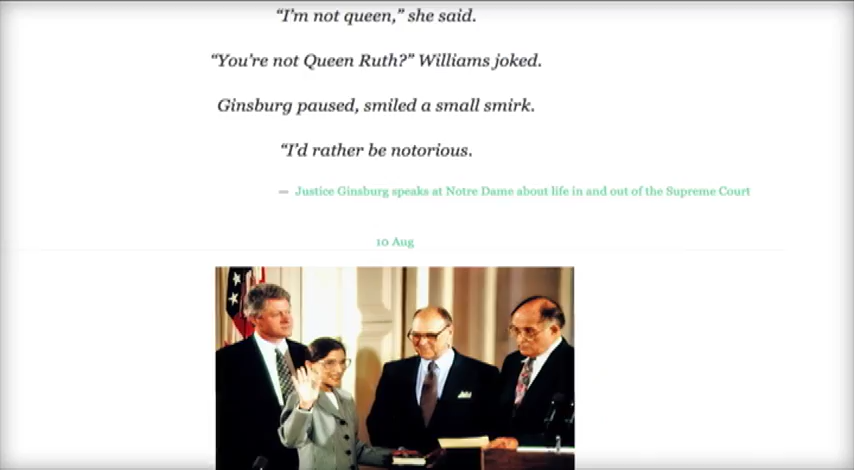 “I’m not queen,” she said.
“You’re not Queen Ruth?” Williams joked.
Ginsburg paused, smiled a small smirk.
“I’d rather be notorious.
— Justice Ginsburg speaks at Notre Dame about life in and out of the Supreme Court
10 Aug